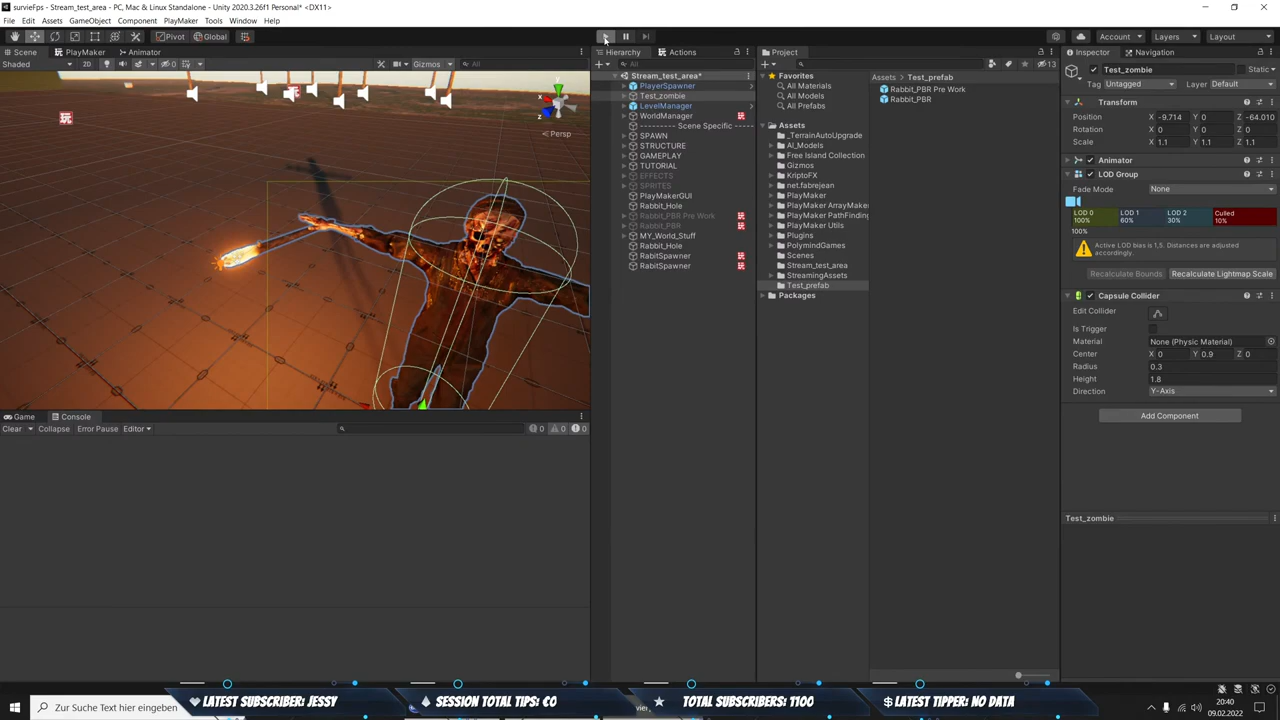 survieFps - Stream_test_area - PC, Mac & Linux Standalone - Unity 2020.3.26f1 Personal* <DX11>
File Edit Assets GameObject Component PlayMaker Tools Window Help
Pivot Global Account Layers Layout
Scene PlayMaker Animator
Shaded 2D 0 Gizmos All
x y z
Persp
Hierarchy Actions
All
Stream_test_area*
PlayerSpawner
Test_zombie
LevelManager
WorldManager
--------- Scene Specific ----
SPAWN
STRUCTURE
GAMEPLAY
TUTORIAL
EFFECTS
SPRITES
PlayMakerGUI
Rabbit_Hole
Rabbit_PBR Pre Work
Rabbit_PBR
MY_World_Stuff
Rabbit_Hole
RabitSpawner
RabitSpawner
Project
13
Favorites
All Materials
All Models
All Prefabs
Assets
_TerrainAutoUpgrade
AI_Models
Free Island Collection
Gizmos
KriptoFX
net.fabrejean
PlayMaker
PlayMaker ArrayMaker
PlayMaker PathFinding
PlayMaker Utils
Plugins
PolymindGames
Scenes
Stream_test_area
StreamingAssets
Test_prefab
Packages
Assets > Test_prefab
Rabbit_PBR Pre Work
Rabbit_PBR
Inspector Navigation
Test_zombie Static
Tag Untagged Layer Default
Transform
Position X -9.714 Y 0 Z -64.010
Rotation X 0 Y 0 Z 0
Scale X 1.1 Y 1.1 Z 1.1
Animator
LOD Group
Fade Mode None
LOD 0 100% LOD 1 60% LOD 2 30% Culled 10%
100%
Active LOD bias is 1,5. Distances are adjusted accordingly.
Recalculate Bounds Recalculate Lightmap Scale
Capsule Collider
Edit Collider
Is Trigger
Material None (Physic Material)
Center X 0 Y 0.9 Z 0
Radius 0.3
Height 1.8
Direction Y-Axis
Add Component
Test_zombie
Game Console
Clear Collapse Error Pause Editor 0 0 0
LATEST SUBSCRIBER: JESSY SESSION TOTAL TIPS: €0 TOTAL SUBSCRIBERS: 1100 LATEST TIPPER: NO DATA
Zur Suche Text hier eingeben
20:40
09.02.2022